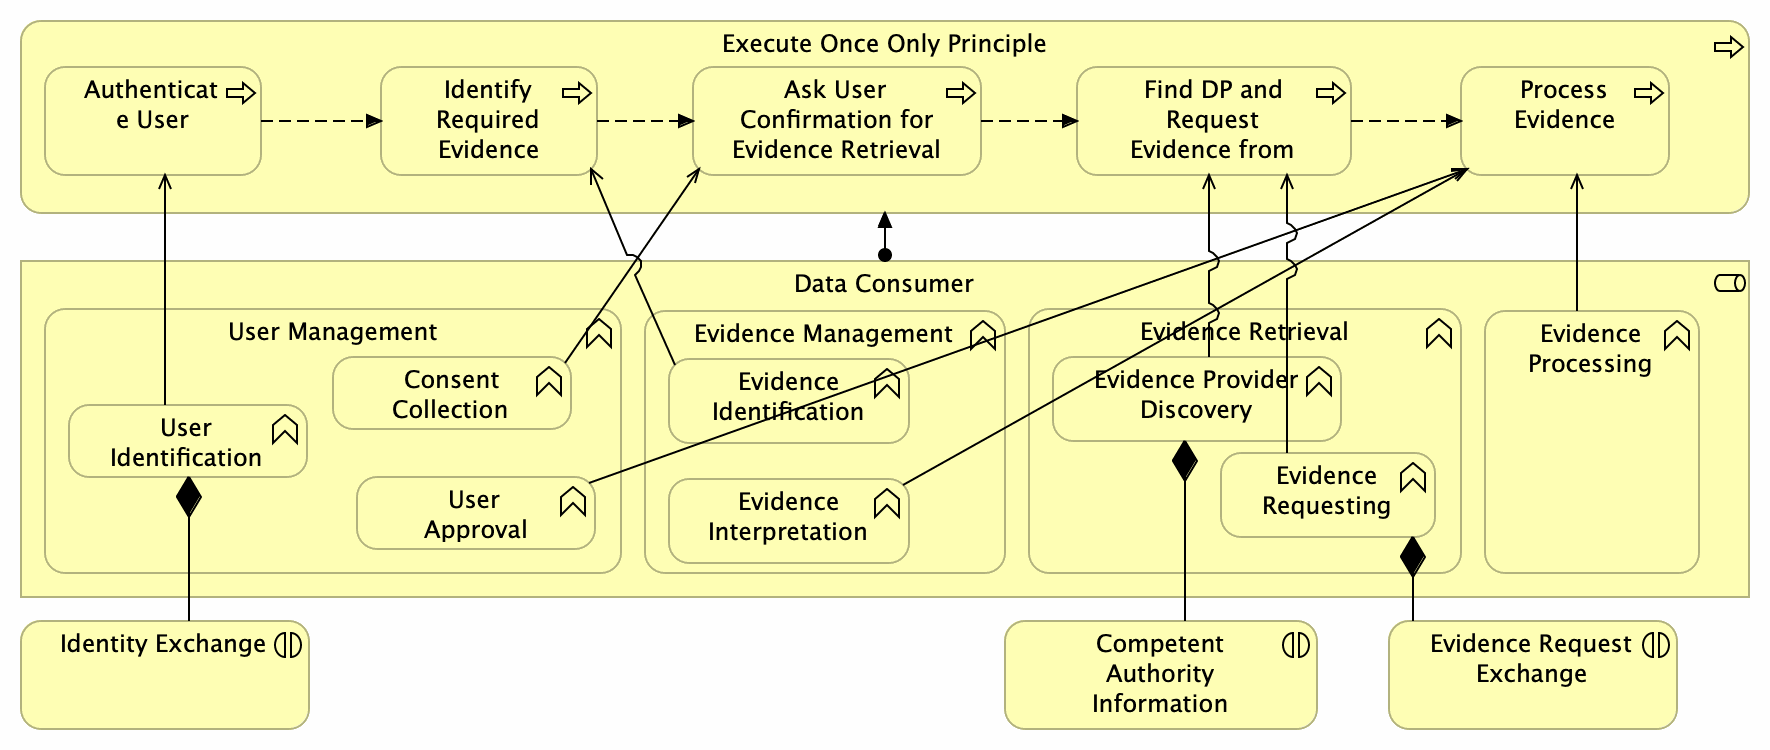 Execute Once Only Principle
Authenticat
e User
Identify
Required
Evidence
Ask User
Confirmation for
Evidence Retrieval
Find DP and
Request
Evidence from
Process
Evidence
Data Consumer
User Management
Consent
Collection
User
Identification
User
Approval
Evidence Management
Evidence
Identification
Evidence
Interpretation
Evidence Retrieval
Evidence Provider
Discovery
Evidence
Requesting
Evidence
Processing
Identity Exchange
Competent
Authority
Information
Evidence Request
Exchange